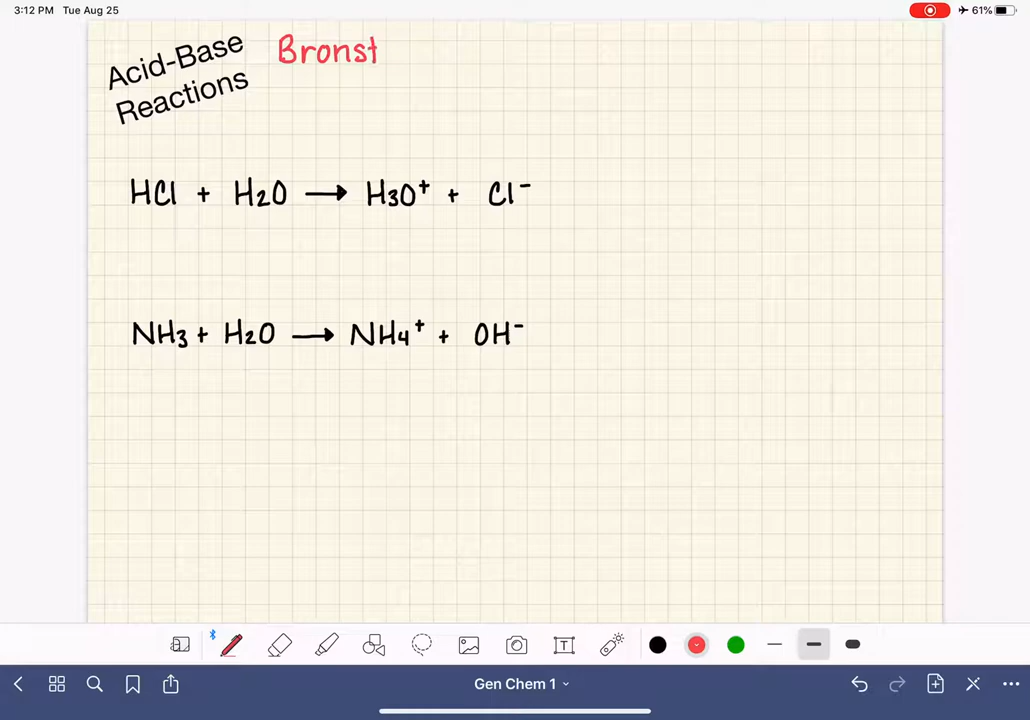 3:12 PM Tue Aug 25
61%
Acid-Base Bronst
Reactions
HCl + H₂O ⟶ H₃O⁺ + Cl⁻
NH₃ + H₂O ⟶ NH₄⁺ + OH⁻
T
Gen Chem 1